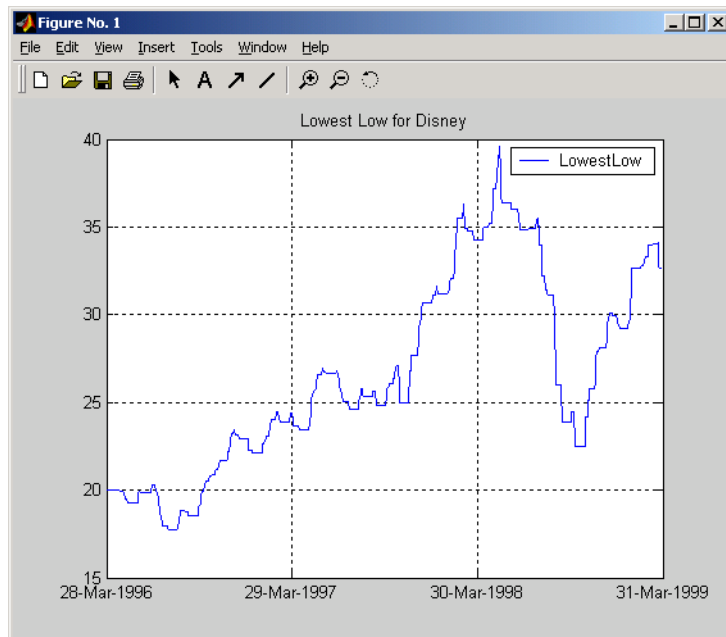 Figure No. 1
File Edit View Insert Tools Window Help
A
Lowest Low for Disney
LowestLow
40
35
30
25
20
15
28-Mar-1996 29-Mar-1997 30-Mar-1998 31-Mar-1999